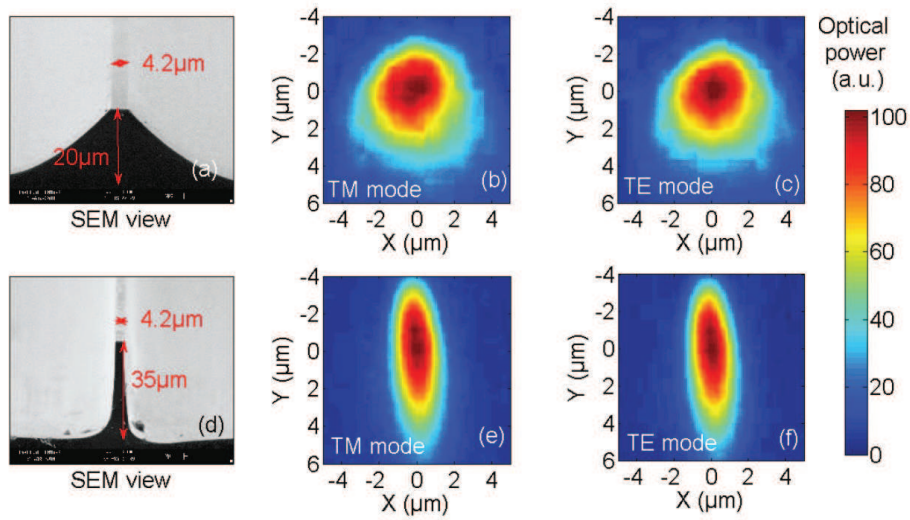 4.2µm
20µm
(a)
SEM view
-4
-2
0
2
4
6
Y (µm)
TM mode
(b)
-4 -2 0 2 4
X (µm)
-4
-2
0
2
4
6
Y (µm)
TE mode
(c)
-4 -2 0 2 4
X (µm)
Optical
power
(a.u.)
100
80
60
40
20
0
4.2µm
35µm
(d)
SEM view
-4
-2
0
2
4
6
Y (µm)
TM mode
(e)
-4 -2 0 2 4
X (µm)
-4
-2
0
2
4
6
Y (µm)
TE mode
(f)
-4 -2 0 2 4
X (µm)